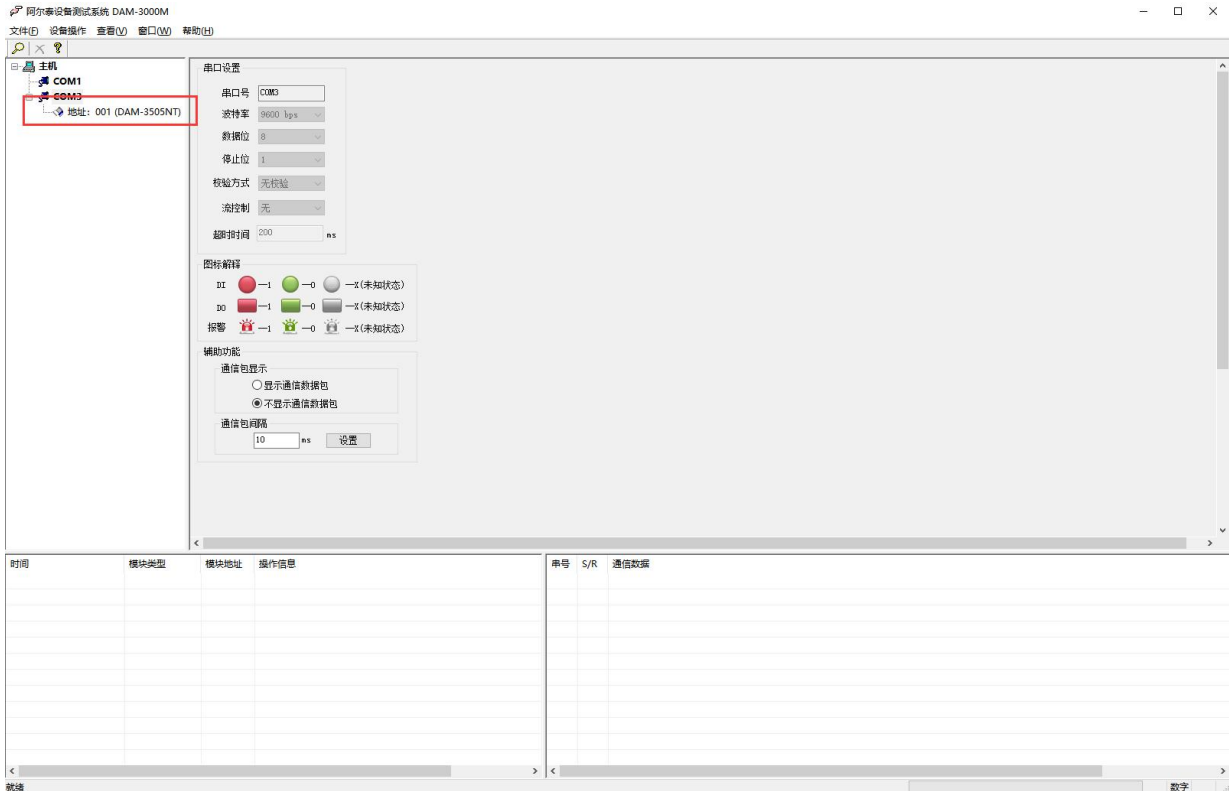 阿尔泰设备测试系统 DAM-3000M
文件(F) 设备操作 查看(V) 窗口(W) 帮助(H)
主机
COM1
COM3
地址：001 (DAM-3505NT)
串口设置
串口号 COM3
波特率 9600 bps
数据位 8
停止位 1
校验方式 无校验
流控制 无
超时时间 200 ms
图标解释
DI —1 —0 —X(未知状态)
DO —1 —0 —X(未知状态)
报警 —1 —0 —X(未知状态)
辅助功能
通信包显示
显示通信数据包
不显示通信数据包
通信包间隔
10 ms 设置
时间 模块类型 模块地址 操作信息
串号 S/R 通信数据
就绪 数字